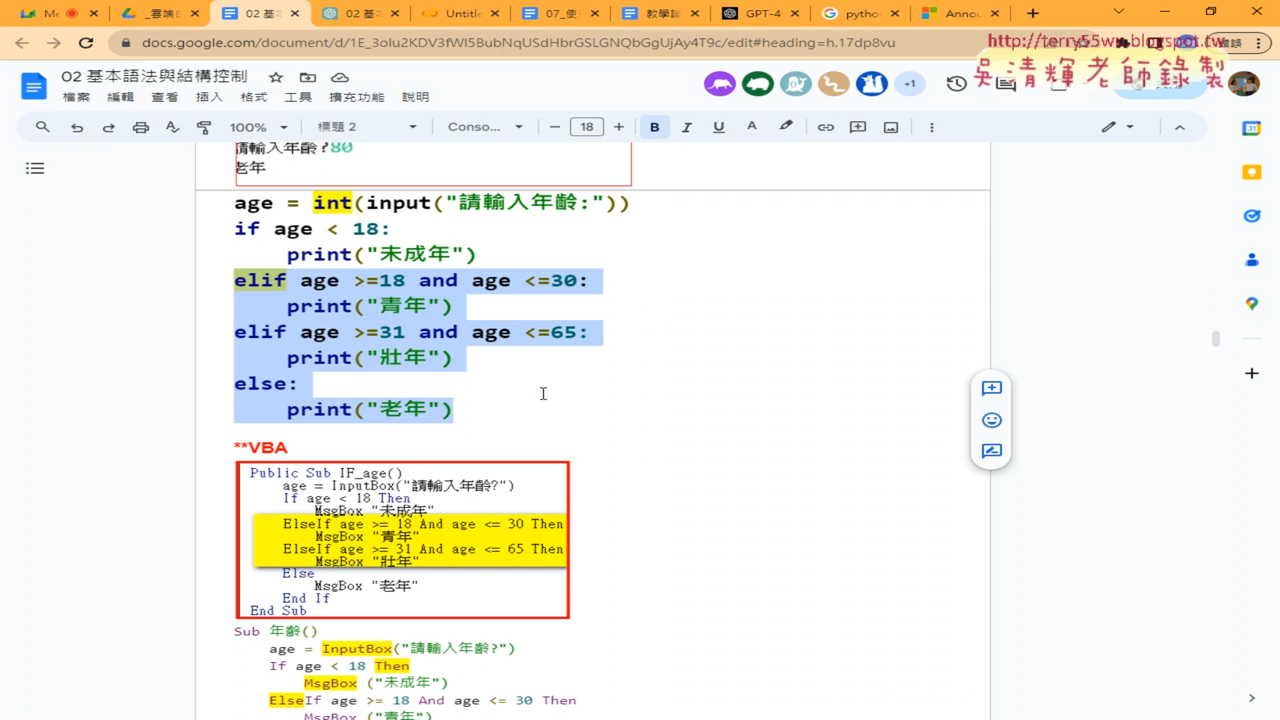 Me
_雲端白
02 基本
02 基本
Untitle
07_使用
教學論
GPT-4
python
Annou
docs.google.com/document/d/1E_3olu2KDV3fWl5BubNqUSdHbrGSLGNQbGgUjAy4T9c/edit#heading=h.17dp8vu
http://terry55wu.blogspot.tw
吳清輝老師錄製
02 基本語法與結構控制
檔案 編輯 查看 插入 格式 工具 擴充功能 說明
+1
100% 標題 2 Conso... 18 B I U A
請輸入年齡?80
老年
age = int(input("請輸入年齡:"))
if age < 18:
print("未成年")
elif age >=18 and age <=30:
print("青年")
elif age >=31 and age <=65:
print("壯年")
else:
print("老年")
**VBA
Public Sub IF_age()
age = InputBox("請輸入年齡?")
If age < 18 Then
MsgBox "未成年"
ElseIf age >= 18 And age <= 30 Then
MsgBox "青年"
ElseIf age >= 31 And age <= 65 Then
MsgBox "壯年"
Else
MsgBox "老年"
End If
End Sub
Sub 年齡()
age = InputBox("請輸入年齡?")
If age < 18 Then
MsgBox ("未成年")
ElseIf age >= 18 And age <= 30 Then
MsgBox ("青年")